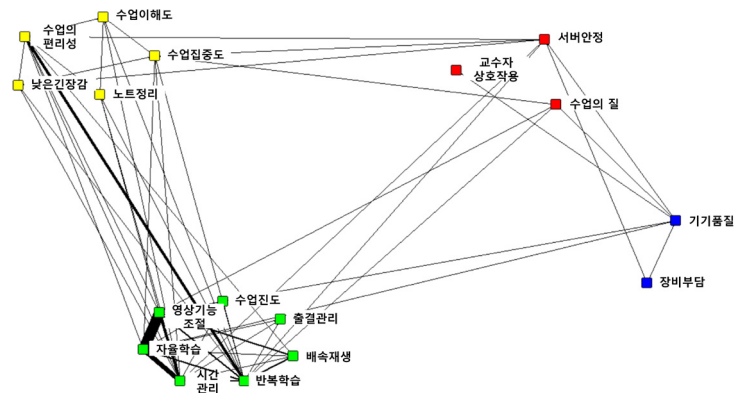 수업이해도
수업의
편리성
서버안정
수업집중도
교수자
상호작용
낮은긴장감
노트정리
수업의 질
기기품질
장비부담
수업진도
영상기능
조절
출결관리
자율학습
배속재생
시간
관리
반복학습